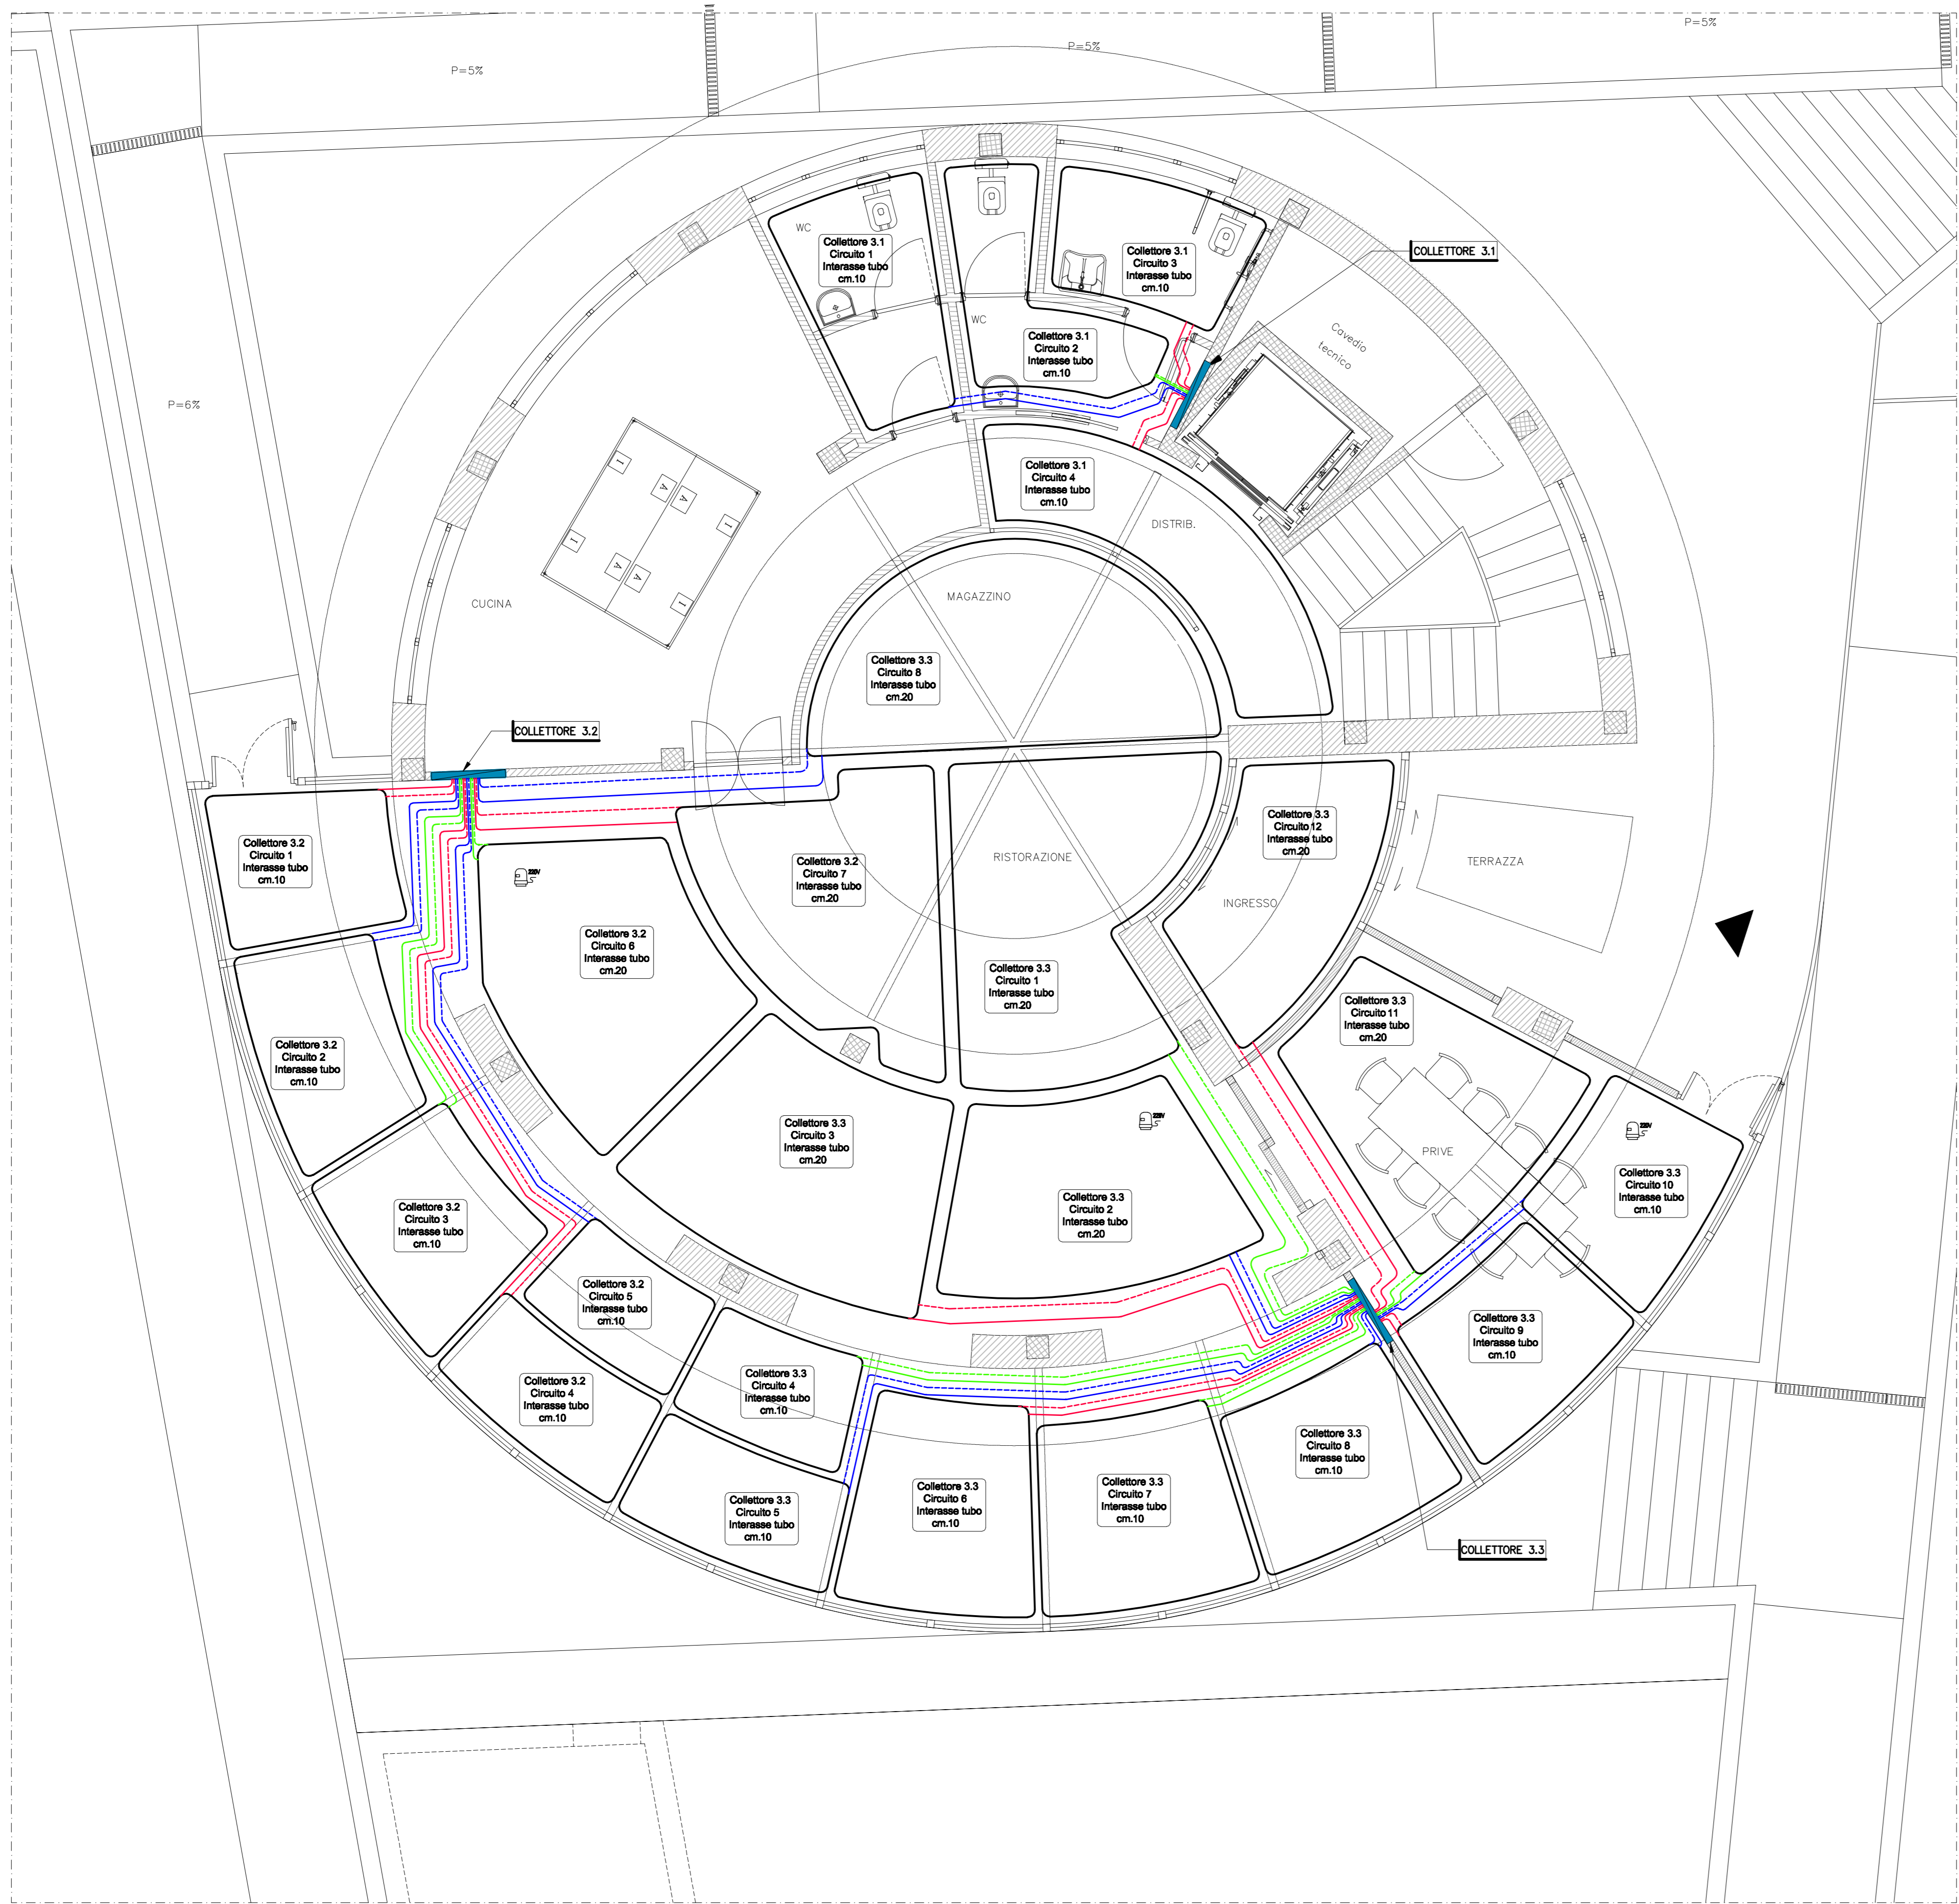 P=5%
P=5%
P=5%
P=6%
WC
Collettore 3.1
Circuito 1
Interasse tubo
cm.10
Collettore 3.1
Circuito 3
Interasse tubo
cm.10
COLLETTORE 3.1
WC
Collettore 3.1
Circuito 2
Interasse tubo
cm.10
Cavedio
tecnico
Collettore 3.1
Circuito 4
Interasse tubo
cm.10
DISTRIB.
I
A
A
I
I
A
A
I
CUCINA
MAGAZZINO
Collettore 3.3
Circuito 8
Interasse tubo
cm.20
COLLETTORE 3.2
Collettore 3.2
Circuito 1
Interasse tubo
cm.10
220V
Collettore 3.2
Circuito 7
Interasse tubo
cm.20
RISTORAZIONE
Collettore 3.3
Circuito 12
Interasse tubo
cm.20
TERRAZZA
INGRESSO
Collettore 3.2
Circuito 6
Interasse tubo
cm.20
Collettore 3.3
Circuito 1
Interasse tubo
cm.20
Collettore 3.3
Circuito 11
Interasse tubo
cm.20
Collettore 3.2
Circuito 2
Interasse tubo
cm.10
Collettore 3.3
Circuito 3
Interasse tubo
cm.20
220V
220V
PRIVE
Collettore 3.3
Circuito 10
Interasse tubo
cm.10
Collettore 3.2
Circuito 3
Interasse tubo
cm.10
Collettore 3.3
Circuito 2
Interasse tubo
cm.20
Collettore 3.2
Circuito 5
Interasse tubo
cm.10
Collettore 3.3
Circuito 9
Interasse tubo
cm.10
Collettore 3.2
Circuito 4
Interasse tubo
cm.10
Collettore 3.3
Circuito 4
Interasse tubo
cm.10
Collettore 3.3
Circuito 8
Interasse tubo
cm.10
Collettore 3.3
Circuito 5
Interasse tubo
cm.10
Collettore 3.3
Circuito 6
Interasse tubo
cm.10
Collettore 3.3
Circuito 7
Interasse tubo
cm.10
COLLETTORE 3.3